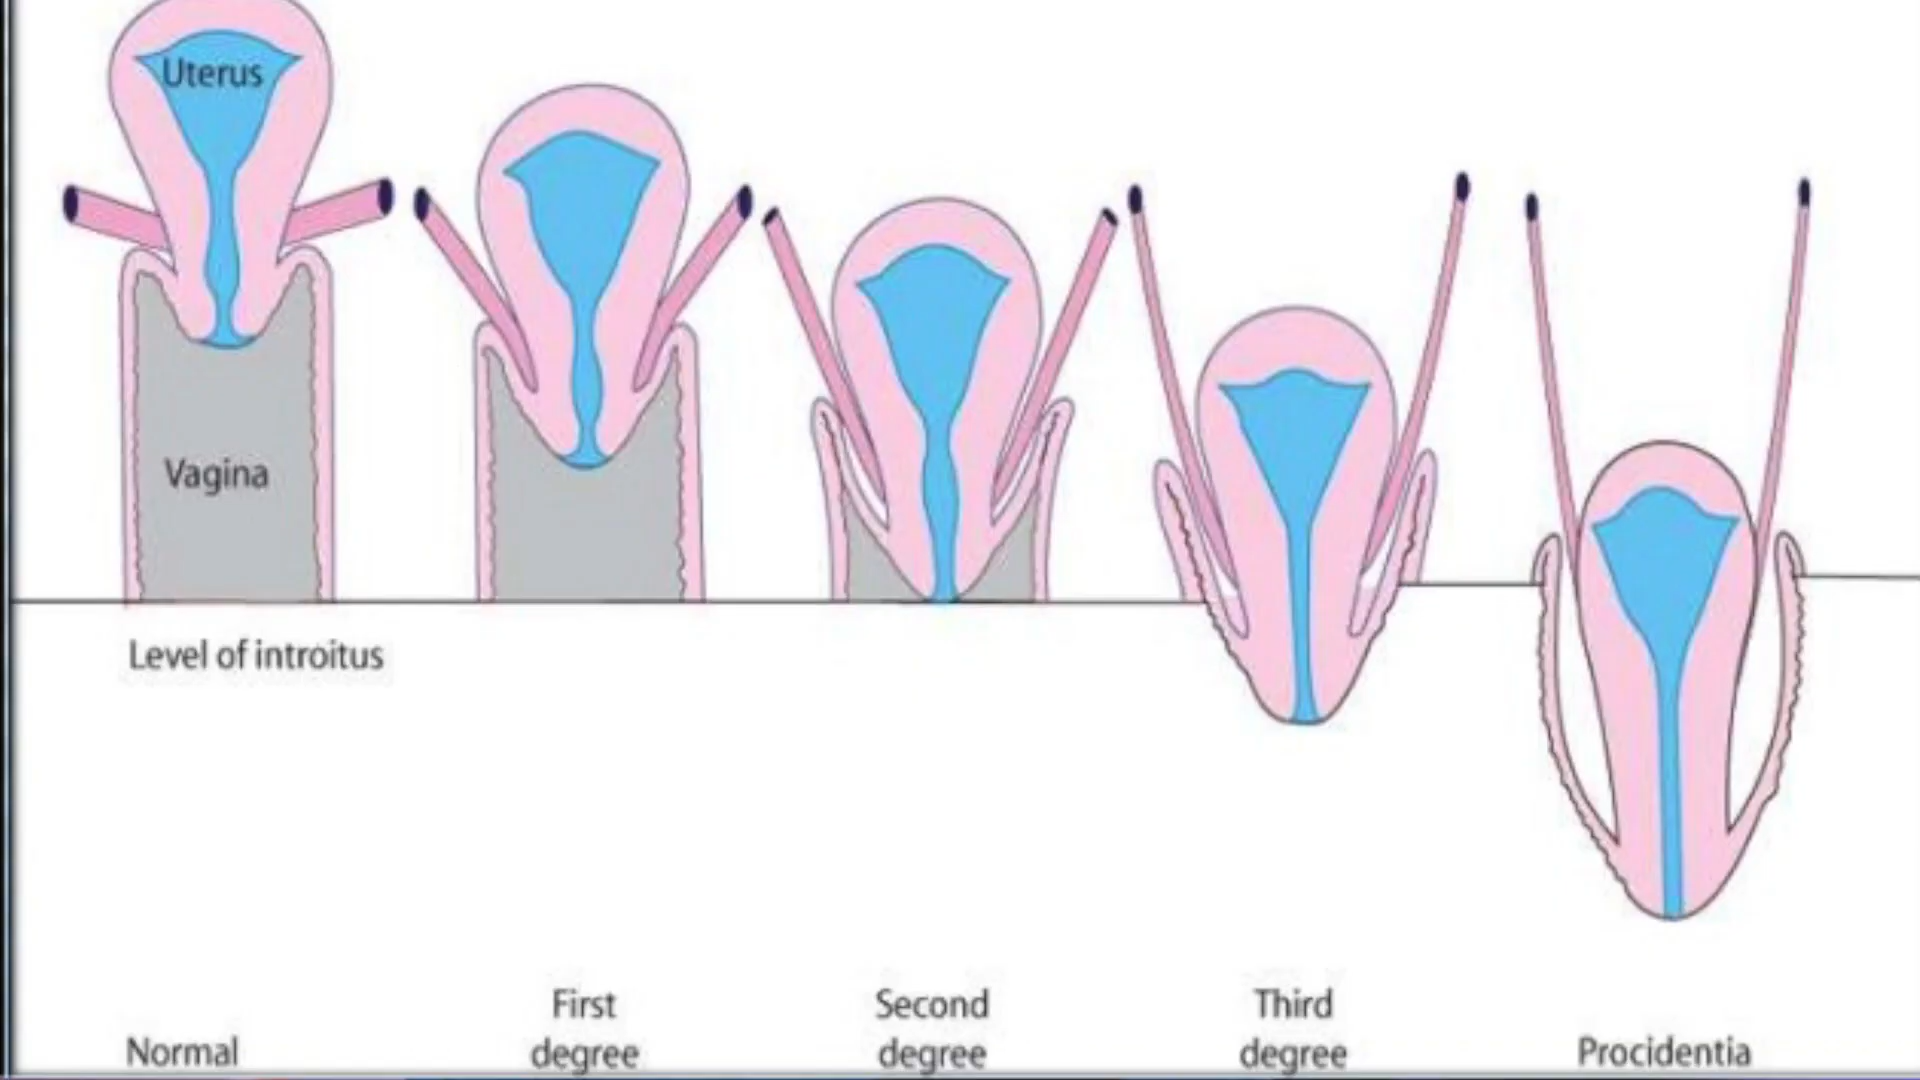 Uterus
Vagina
Level of introitus
Normal
First
degree
Second
degree
Third
degree
Procidentia